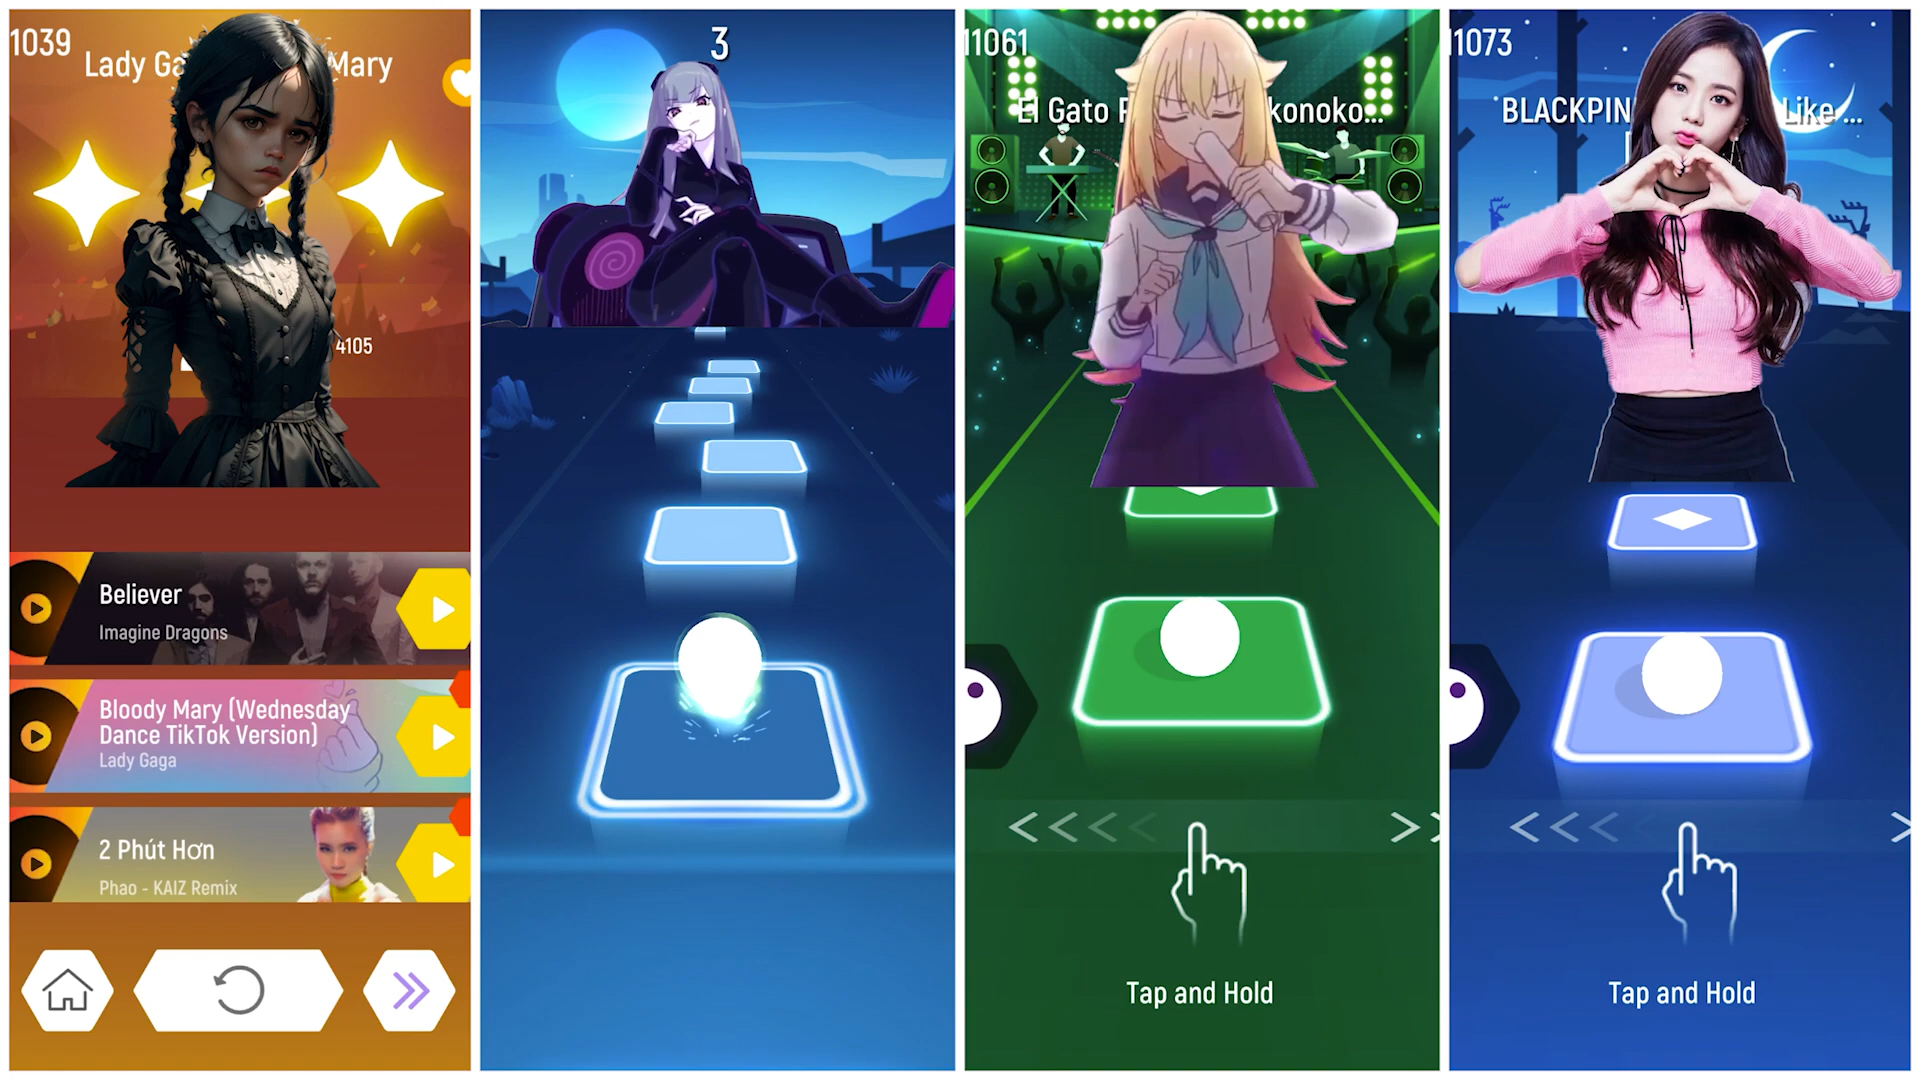 1039
Lady Ga
Mary
4105
Believer
Imagine Dragons
Bloody Mary (Wednesday
Dance TikTok Version)
Lady Gaga
2 Phút Hơn
Phao - KAIZ Remix
3
11061
El Gato
konoko...
Tap and Hold
11073
BLACKPIN
Like ...
Tap and Hold